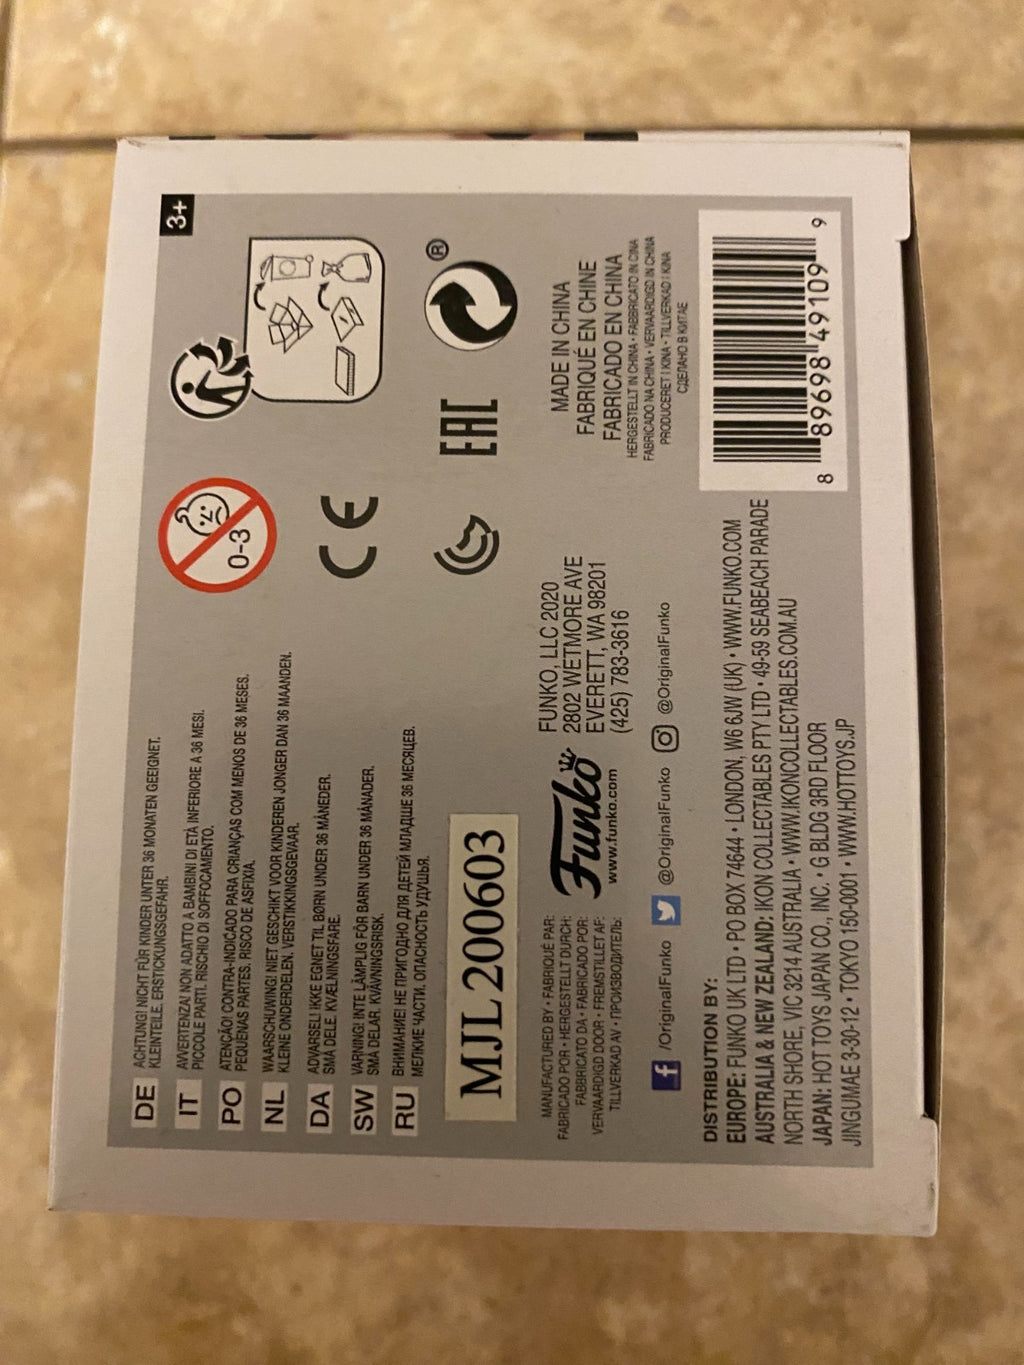 DE ACHTUNG! NICHT FÜR KINDER UNTER 36 MONATEN GEEIGNET.
KLEINTEILE. ERSTICKUNGSGEFAHR.
IT AVVERTENZA! NON ADATTO A BAMBINI DI ETÀ INFERIORE A 36 MESI.
PICCOLE PARTI. RISCHIO DI SOFFOCAMENTO.
PO ATENÇÃO! CONTRA-INDICADO PARA CRIANÇAS COM MENOS DE 36 MESES.
PEQUENAS PARTES. RISCO DE ASFIXIA.
NL WAARSCHUWING! NIET GESCHIKT VOOR KINDEREN JONGER DAN 36 MAANDEN.
KLEINE ONDERDELEN. VERSTIKKINGSGEVAAR.
DA ADVARSEL! IKKE EGNET TIL BØRN UNDER 36 MÅNEDER.
SMÅ DELE. KVÆLNINGSFARE.
SW VARNING! INTE LÄMPLIG FÖR BARN UNDER 36 MÅNADER.
SMÅ DELAR. KVÄVNINGSRISK.
RU ВНИМАНИЕ! НЕ ПРИГОДНО ДЛЯ ДЕТЕЙ МЛАДШЕ 36 МЕСЯЦЕВ.
МЕЛКИЕ ЧАСТИ. ОПАСНОСТЬ УДУШЬЯ.
0-3
3+
CE
EAC
®
MJL200603
MANUFACTURED BY • FABRIQUÉ PAR:
FABRICADO POR • HERGESTELLT DURCH:
FABBRICATO DA • FABRICADO POR:
VERVAARDIGD DOOR • FREMSTILLET AF:
TILLVERKAD AV • ПРОИЗВОДИТЕЛЬ:
Funko
www.funko.com
FUNKO, LLC 2020
2802 WETMORE AVE
EVERETT, WA 98201
(425) 783-3616
MADE IN CHINA
FABRIQUÉ EN CHINE
FABRICADO EN CHINA
HERGESTELLT IN CHINA • FABBRICATO IN CINA
FABRICADO NA CHINA • VERVAARDIGD IN CHINA
PRODUCERET I KINA • TILLVERKAD I KINA
СДЕЛАНО В КИТАЕ
f /OriginalFunko @OriginalFunko @OriginalFunko
DISTRIBUTION BY:
EUROPE: FUNKO UK LTD • PO BOX 74644 • LONDON, W6 6JW (UK) • WWW.FUNKO.COM
AUSTRALIA & NEW ZEALAND: IKON COLLECTABLES PTY LTD • 49-59 SEABEACH PARADE
NORTH SHORE, VIC 3214 AUSTRALIA • WWW.IKONCOLLECTABLES.COM.AU
JAPAN: HOT TOYS JAPAN CO., INC. • G BLDG 3RD FLOOR
JINGUMAE 3-30-12 • TOKYO 150-0001 • WWW.HOTTOYS.JP
8 89698 49109 9